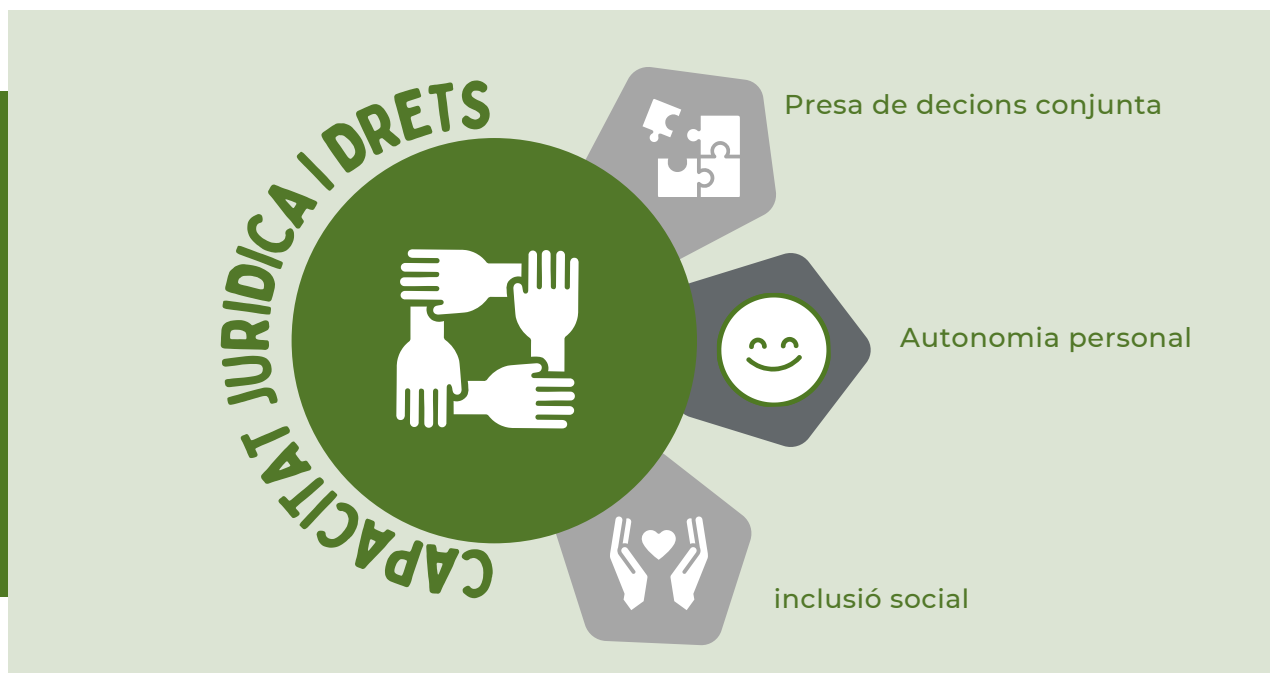 CAPACITAT JURIDICA I DRETS
Presa de decions conjunta
Autonomia personal
inclusió social